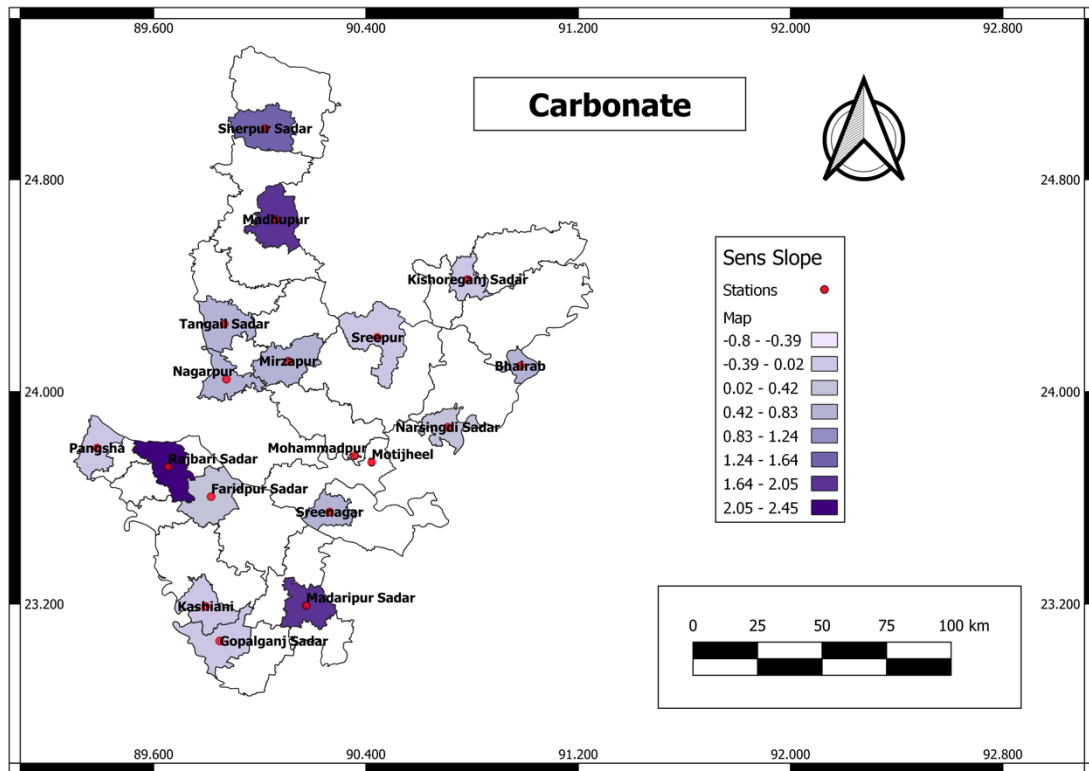 89.600 90.400 91.200 92.000 92.800
Carbonate
Sherpur Sadar
24.800 24.800
Madhupur
Kishoreganj Sadar
Tangail Sadar
Sreepur
Mirzapur
Nagarpur
Bhairab
24.000 24.000
Narsingdi Sadar
Pangsha
Mohammadpur
Motijheel
Rajbari Sadar
Faridpur Sadar
Sreenagar
Madaripur Sadar
Kashiani
23.200 23.200
Gopalganj Sadar
Sens Slope
Stations
Map
-0.8 - -0.39
-0.39 - 0.02
0.02 - 0.42
0.42 - 0.83
0.83 - 1.24
1.24 - 1.64
1.64 - 2.05
2.05 - 2.45
0 25 50 75 100 km
89.600 90.400 91.200 92.000 92.800